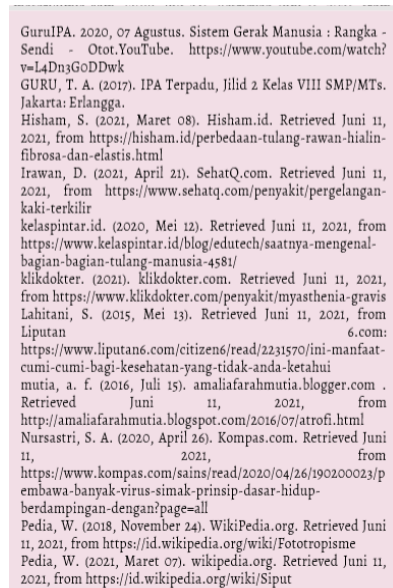 GuruIPA. 2020, 07 Agustus. Sistem Gerak Manusia : Rangka -
Sendi - Otot.YouTube. https://www.youtube.com/watch?
v=L4Dn3G0DDwk
GURU, T. A. (2017). IPA Terpadu, Jilid 2 Kelas VIII SMP/MTs.
Jakarta: Erlangga.
Hisham, S. (2021, Maret 08). Hisham.id. Retrieved Juni 11,
2021, from https://hisham.id/perbedaan-tulang-rawan-hialin-
fibrosa-dan-elastis.html
Irawan, D. (2021, April 21). SehatQ.com. Retrieved Juni 11,
2021, from https://www.sehatq.com/penyakit/pergelangan-
kaki-terkilir
kelaspintar.id. (2020, Mei 12). Retrieved Juni 11, 2021, from
https://www.kelaspintar.id/blog/edutech/saatnya-mengenal-
bagian-bagian-tulang-manusia-4581/
klikdokter. (2021). klikdokter.com. Retrieved Juni 11, 2021,
from https://www.klikdokter.com/penyakit/myasthenia-gravis
Lahitani, S. (2015, Mei 13). Retrieved Juni 11, 2021, from
Liputan 6.com:
https://www.liputan6.com/citizen6/read/2231570/ini-manfaat-
cumi-cumi-bagi-kesehatan-yang-tidak-anda-ketahui
mutia, a. f. (2016, Juli 15). amaliafarahmutia.blogger.com .
Retrieved Juni 11, 2021, from
http://amaliafarahmutia.blogspot.com/2016/07/atrofi.html
Nursastri, S. A. (2020, April 26). Kompas.com. Retrieved Juni
11, 2021, from
https://www.kompas.com/sains/read/2020/04/26/190200023/p
embawa-banyak-virus-simak-prinsip-dasar-hidup-
berdampingan-dengan?page=all
Pedia, W. (2018, November 24). WikiPedia.org. Retrieved Juni
11, 2021, from https://id.wikipedia.org/wiki/Fototropisme
Pedia, W. (2021, Maret 07). wikipedia.org. Retrieved Juni 11,
2021, from https://id.wikipedia.org/wiki/Siput